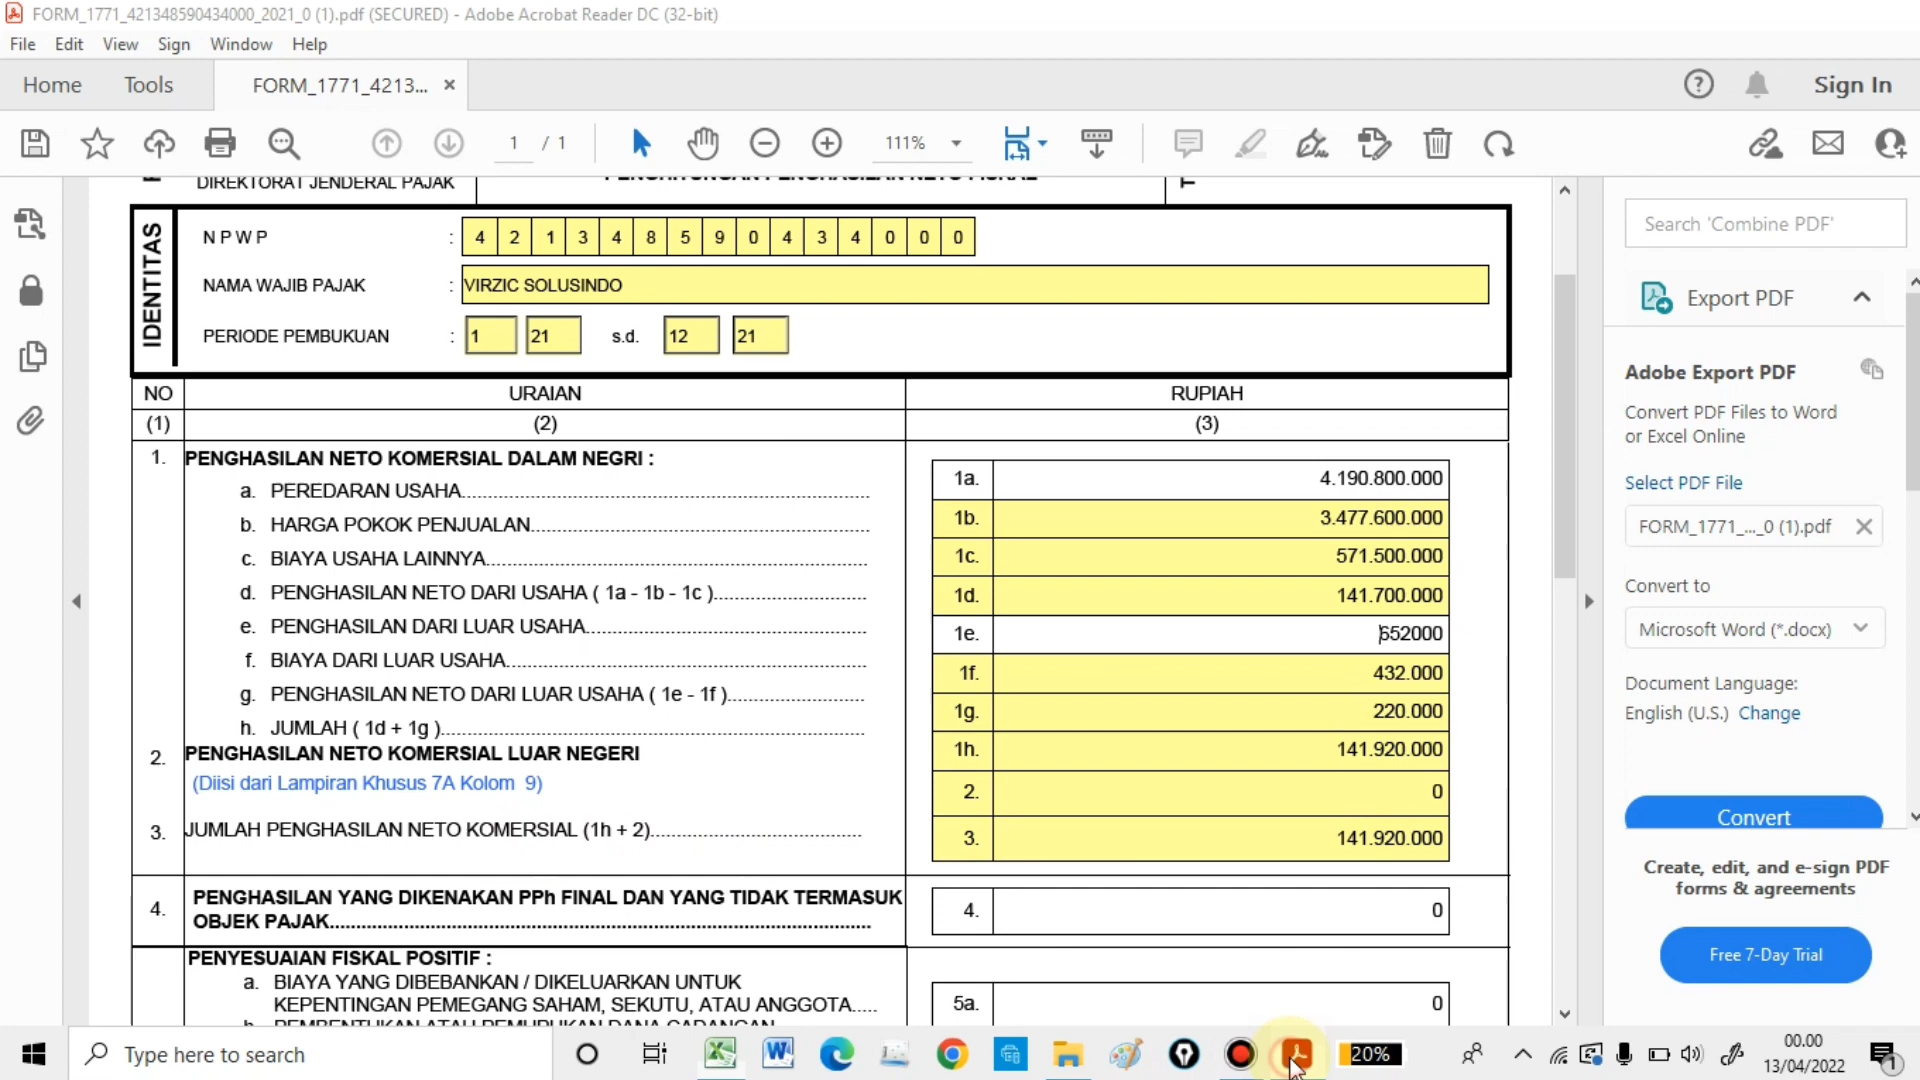 FORM_1771_421348590434000_2021_0 (1).pdf (SECURED) - Adobe Acrobat Reader DC (32-bit)
File Edit View Sign Window Help
Home Tools FORM_1771_4213... × Sign In
1 / 1 111%
DIREKTORAT JENDERAL PAJAK PENGHITUNGAN PENGHASILAN NETO FISKAL
IDENTITAS
N P W P : 4 2 1 3 4 8 5 9 0 4 3 4 0 0 0
NAMA WAJIB PAJAK : VIRZIC SOLUSINDO
PERIODE PEMBUKUAN : 1 21 s.d. 12 21
NO URAIAN RUPIAH
(1) (2) (3)
1. PENGHASILAN NETO KOMERSIAL DALAM NEGRI :
a. PEREDARAN USAHA 1a. 4.190.800.000
b. HARGA POKOK PENJUALAN 1b. 3.477.600.000
c. BIAYA USAHA LAINNYA 1c. 571.500.000
d. PENGHASILAN NETO DARI USAHA ( 1a - 1b - 1c ) 1d. 141.700.000
e. PENGHASILAN DARI LUAR USAHA 1e. 652000
f. BIAYA DARI LUAR USAHA 1f. 432.000
g. PENGHASILAN NETO DARI LUAR USAHA ( 1e - 1f ) 1g. 220.000
h. JUMLAH ( 1d + 1g ) 1h. 141.920.000
2. PENGHASILAN NETO KOMERSIAL LUAR NEGERI
(Diisi dari Lampiran Khusus 7A Kolom 9) 2. 0
3. JUMLAH PENGHASILAN NETO KOMERSIAL (1h + 2) 3. 141.920.000
4. PENGHASILAN YANG DIKENAKAN PPh FINAL DAN YANG TIDAK TERMASUK
OBJEK PAJAK 4. 0
PENYESUAIAN FISKAL POSITIF :
a. BIAYA YANG DIBEBANKAN / DIKELUARKAN UNTUK
KEPENTINGAN PEMEGANG SAHAM, SEKUTU, ATAU ANGGOTA..... 5a. 0
b. PEMBENTUKAN ATAU PEMUPUKAN DANA CADANGAN
Search 'Combine PDF'
Export PDF
Adobe Export PDF
Convert PDF Files to Word
or Excel Online
Select PDF File
FORM_1771_..._0 (1).pdf
Convert to
Microsoft Word (*.docx)
Document Language:
English (U.S.) Change
Convert
Create, edit, and e-sign PDF
forms & agreements
Free 7-Day Trial
Type here to search
20%
00.00
13/04/2022
1